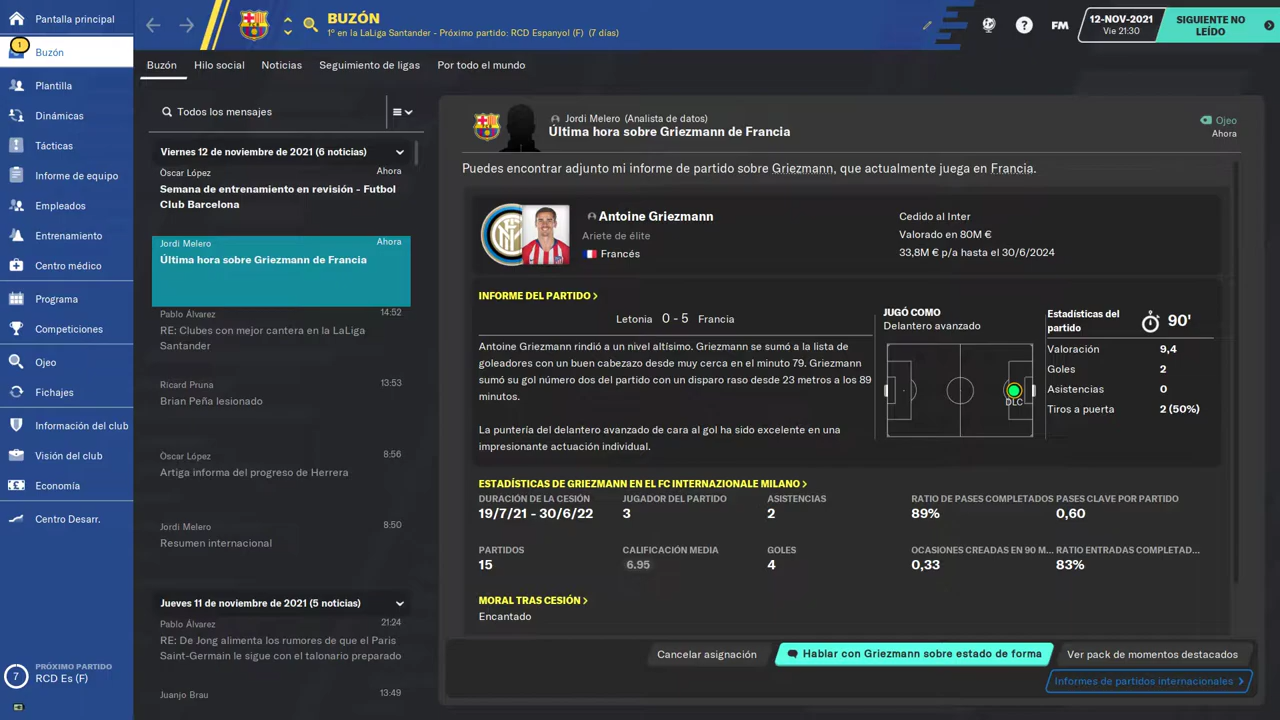 Pantalla principal
1
Buzón
Plantilla
Dinámicas
Tácticas
Informe de equipo
Empleados
Entrenamiento
Centro médico
Programa
Competiciones
Ojeo
Fichajes
Información del club
Visión del club
Economía
Centro Desarr.
7
PRÓXIMO PARTIDO
RCD Es (F)
BUZÓN
1º en la LaLiga Santander - Próximo partido: RCD Espanyol (F) (7 días)
?
FM
12-NOV-2021
Vie 21:30
SIGUIENTE NO LEÍDO
Buzón
Hilo social
Noticias
Seguimiento de ligas
Por todo el mundo
Todos los mensajes
Viernes 12 de noviembre de 2021 (6 noticias)
Òscar López
Ahora
Semana de entrenamiento en revisión - Futbol
Club Barcelona
Jordi Melero
Ahora
Última hora sobre Griezmann de Francia
Pablo Álvarez
14:52
RE: Clubes con mejor cantera en la LaLiga
Santander
Ricard Pruna
13:53
Brian Peña lesionado
Òscar López
8:56
Artiga informa del progreso de Herrera
Jordi Melero
8:50
Resumen internacional
Jueves 11 de noviembre de 2021 (5 noticias)
Pablo Álvarez
21:24
RE: De Jong alimenta los rumores de que el Paris
Saint-Germain le sigue con el talonario preparado
Juanjo Brau
13:49
Jordi Melero (Analista de datos)
Última hora sobre Griezmann de Francia
Ojeo
Ahora
Puedes encontrar adjunto mi informe de partido sobre Griezmann, que actualmente juega en Francia.
Antoine Griezmann
Ariete de élite
Francés
Cedido al Inter
Valorado en 80M €
33,8M € p/a hasta el 30/6/2024
INFORME DEL PARTIDO >
Letonia 0 - 5 Francia
Antoine Griezmann rindió a un nivel altísimo. Griezmann se sumó a la lista de
goleadores con un buen cabezazo desde muy cerca en el minuto 79. Griezmann
sumó su gol número dos del partido con un disparo raso desde 23 metros a los 89
minutos.
La puntería del delantero avanzado de cara al gol ha sido excelente en una
impresionante actuación individual.
JUGÓ COMO
Delantero avanzado
DLC
Estadísticas del
partido
90'
Valoración 9,4
Goles 2
Asistencias 0
Tiros a puerta 2 (50%)
ESTADÍSTICAS DE GRIEZMANN EN EL FC INTERNAZIONALE MILANO >
DURACIÓN DE LA CESIÓN JUGADOR DEL PARTIDO ASISTENCIAS RATIO DE PASES COMPLETADOS PASES CLAVE POR PARTIDO
19/7/21 - 30/6/22 3 2 89% 0,60
PARTIDOS CALIFICACIÓN MEDIA GOLES OCASIONES CREADAS EN 90 M... RATIO ENTRADAS COMPLETAD...
15 6.95 4 0,33 83%
MORAL TRAS CESIÓN >
Encantado
Cancelar asignación
Hablar con Griezmann sobre estado de forma
Ver pack de momentos destacados
Informes de partidos internacionales >